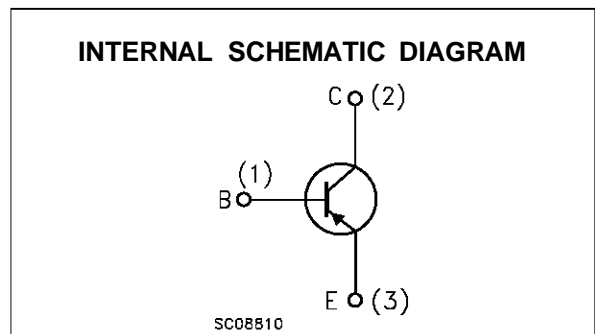 INTERNAL SCHEMATIC DIAGRAM
C (2)
(1)
B
E (3)
SC08810